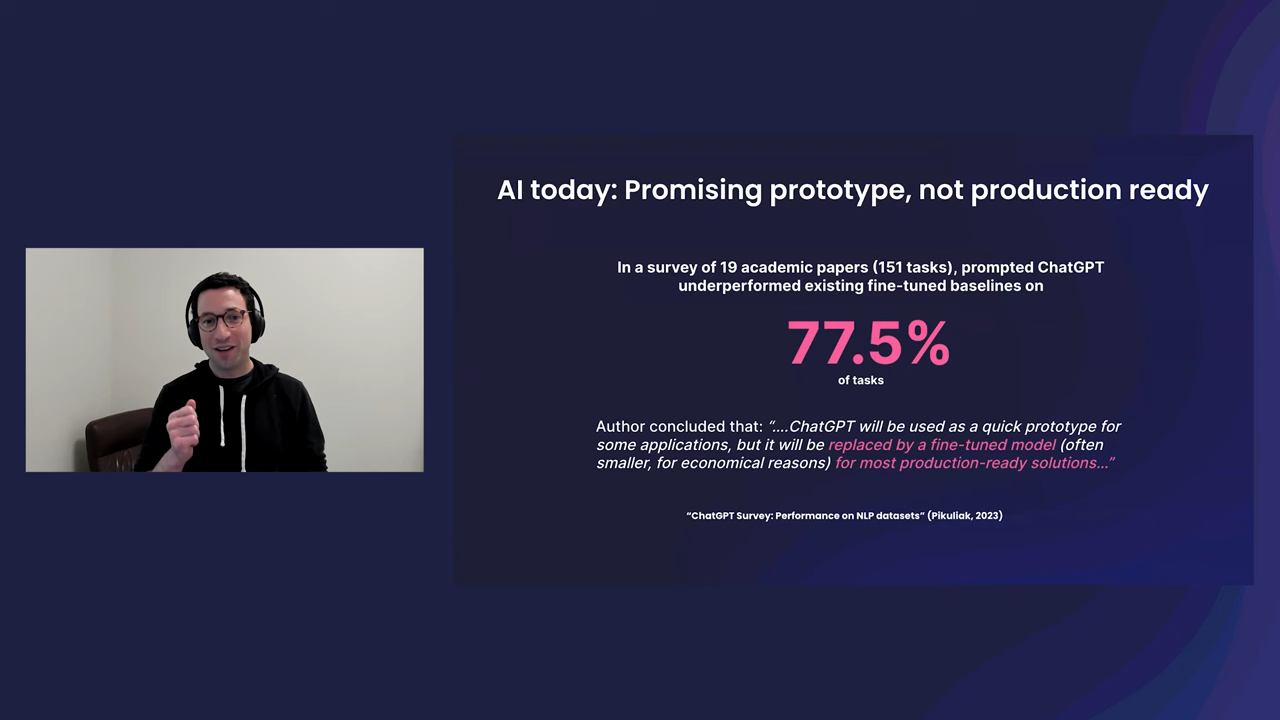 AI today: Promising prototype, not production ready
In a survey of 19 academic papers (151 tasks), prompted ChatGPT
underperformed existing fine-tuned baselines on
77.5%
of tasks
Author concluded that: “....ChatGPT will be used as a quick prototype for
some applications, but it will be replaced by a fine-tuned model (often
smaller, for economical reasons) for most production-ready solutions...”
“ChatGPT Survey: Performance on NLP datasets” (Pikuliak, 2023)